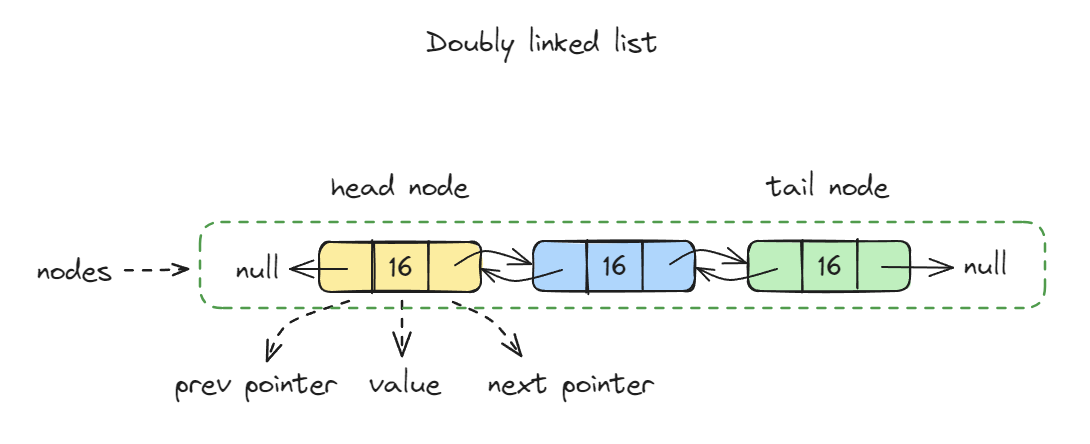 Doubly linked list
head node
tail node
nodes
null
16
16
16
null
prev pointer
value
next pointer